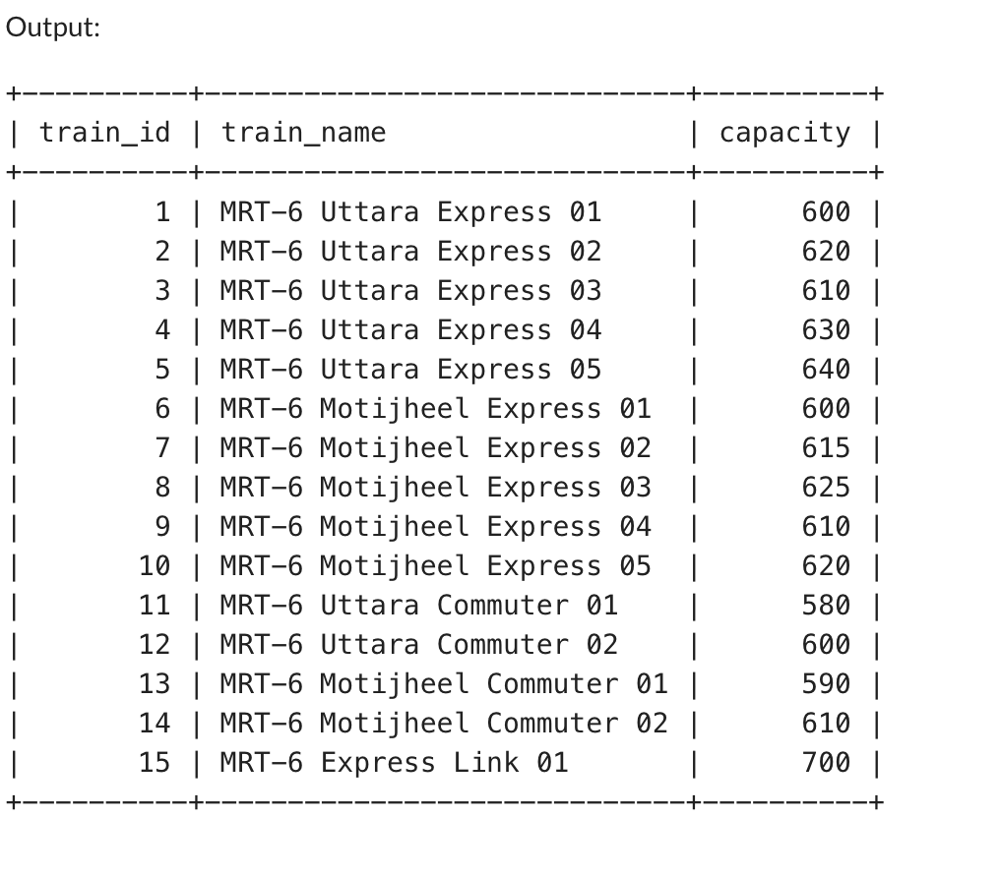 Output:
+----------+-----------------------------+----------+
| train_id | train_name                  | capacity |
+----------+-----------------------------+----------+
|        1 | MRT-6 Uttara Express 01     |      600 |
|        2 | MRT-6 Uttara Express 02     |      620 |
|        3 | MRT-6 Uttara Express 03     |      610 |
|        4 | MRT-6 Uttara Express 04     |      630 |
|        5 | MRT-6 Uttara Express 05     |      640 |
|        6 | MRT-6 Motijheel Express 01  |      600 |
|        7 | MRT-6 Motijheel Express 02  |      615 |
|        8 | MRT-6 Motijheel Express 03  |      625 |
|        9 | MRT-6 Motijheel Express 04  |      610 |
|       10 | MRT-6 Motijheel Express 05  |      620 |
|       11 | MRT-6 Uttara Commuter 01    |      580 |
|       12 | MRT-6 Uttara Commuter 02    |      600 |
|       13 | MRT-6 Motijheel Commuter 01 |      590 |
|       14 | MRT-6 Motijheel Commuter 02 |      610 |
|       15 | MRT-6 Express Link 01       |      700 |
+----------+-----------------------------+----------+